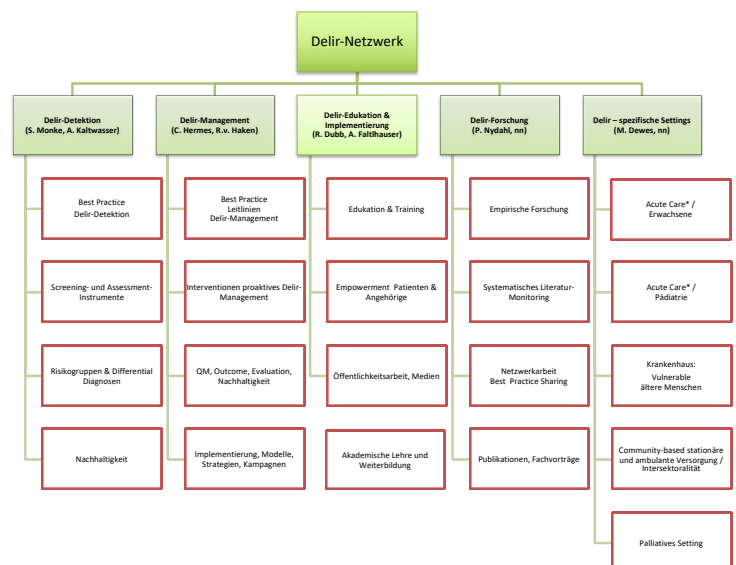 Delir-Netzwerk
Delir-Detektion
(S. Monke, A. Kaltwasser)
Delir-Management
(C. Hermes, R.v. Haken)
Delir-Edukation &
Implementierung
(R. Dubb, A. Faltlhauser)
Delir-Forschung
(P. Nydahl, nn)
Delir – spezifische Settings
(M. Dewes, nn)
Best Practice
Delir-Detektion
Best Practice
Leitlinien
Delir-Management
Edukation & Training
Empirische Forschung
Acute Care* /
Erwachsene
Screening- und Assessment-
Instrumente
Interventionen proaktives Delir-
Management
Empowerment Patienten &
Angehörige
Systematisches Literatur-
Monitoring
Acute Care* /
Pädiatrie
Risikogruppen & Differential
Diagnosen
QM, Outcome, Evaluation,
Nachhaltigkeit
Öffentlichkeitsarbeit, Medien
Netzwerkarbeit
Best Practice Sharing
Krankenhaus:
Vulnerable
ältere Menschen
Nachhaltigkeit
Implementierung, Modelle,
Strategien, Kampagnen
Akademische Lehre und
Weiterbildung
Publikationen, Fachvorträge
Community-based stationäre
und ambulante Versorgung /
Intersektoralität
Palliatives Setting